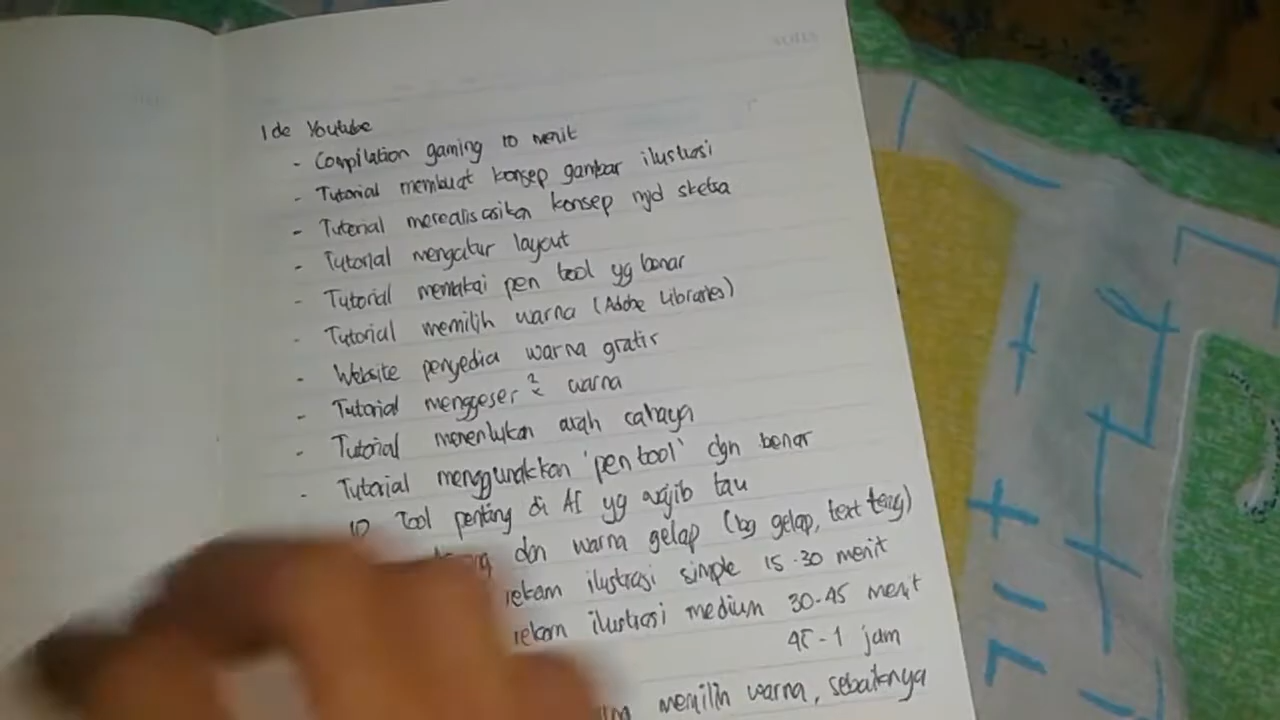 NOTES
Ide Youtube
- Compilation gaming 10 menit
- Tutorial membuat konsep gambar ilustrasi
- Tutorial merealisasikan konsep mjd sketsa
- Tutorial mengatur layout
- Tutorial memakai pen tool yg benar
- Tutorial memilih warna (Adobe Libraries)
- Website penyedia warna gratis
- Tutorial menggeser² warna
- Tutorial menentukan arah cahaya
- Tutorial menggunakkan 'pen tool' dgn benar
10 Tool penting di AI yg wajib tau
dan warna gelap (bg gelap, text terg)
rekam ilustrasi simple 15-30 menit
rekam ilustrasi medium 30-45 menit
45-1 jam
memilih warna, sebaiknya